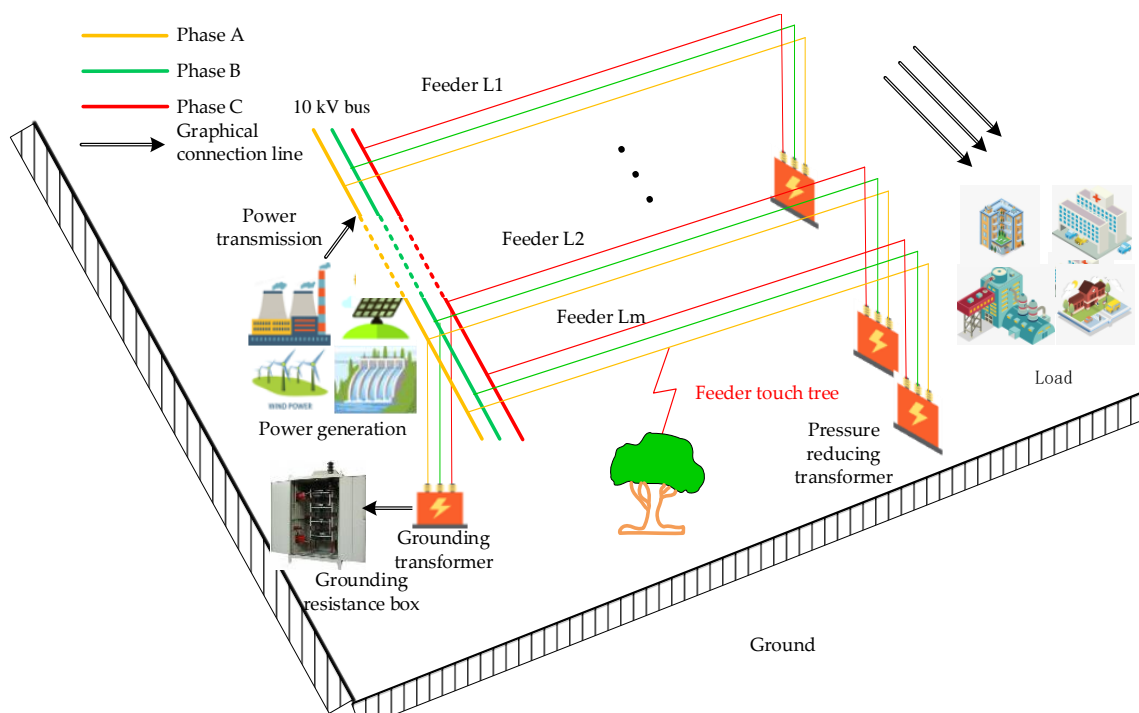 Phase A
Phase B
Phase C
Graphical
connection line
10 kV bus
Feeder L1
Power
transmission
Feeder L2
Feeder Lm
WIND POWER
Power generation
Feeder touch tree
Load
Pressure
reducing
transformer
Grounding
transformer
Grounding
resistance box
Ground